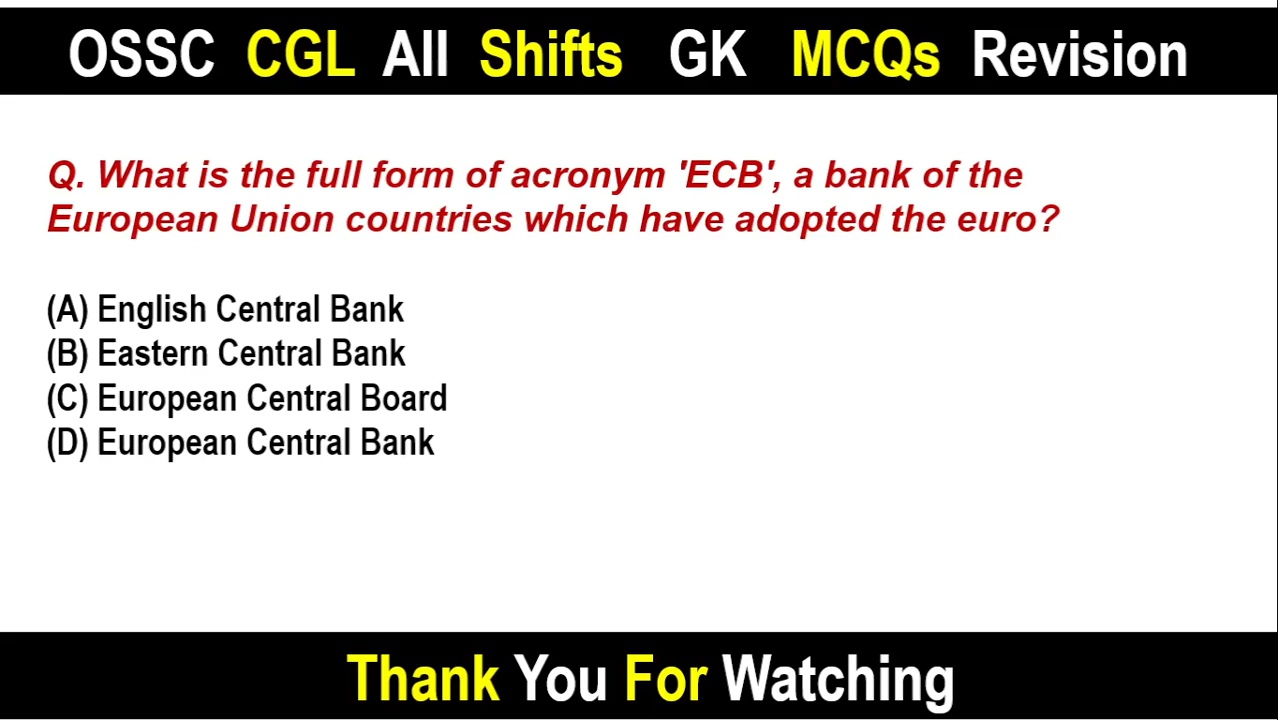 OSSC CGL All Shifts GK MCQs Revision
Q. What is the full form of acronym 'ECB', a bank of the
European Union countries which have adopted the euro?
(A) English Central Bank
(B) Eastern Central Bank
(C) European Central Board
(D) European Central Bank
Thank You For Watching